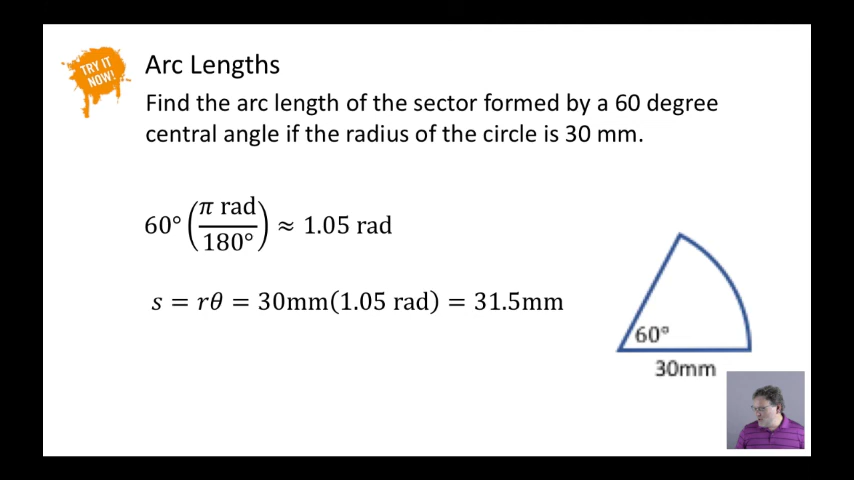 TRY IT
NOW!
Arc Lengths
Find the arc length of the sector formed by a 60 degree
central angle if the radius of the circle is 30 mm.
60° (π rad / 180°) ≈ 1.05 rad
s = rθ = 30mm(1.05 rad) = 31.5mm
60°
30mm